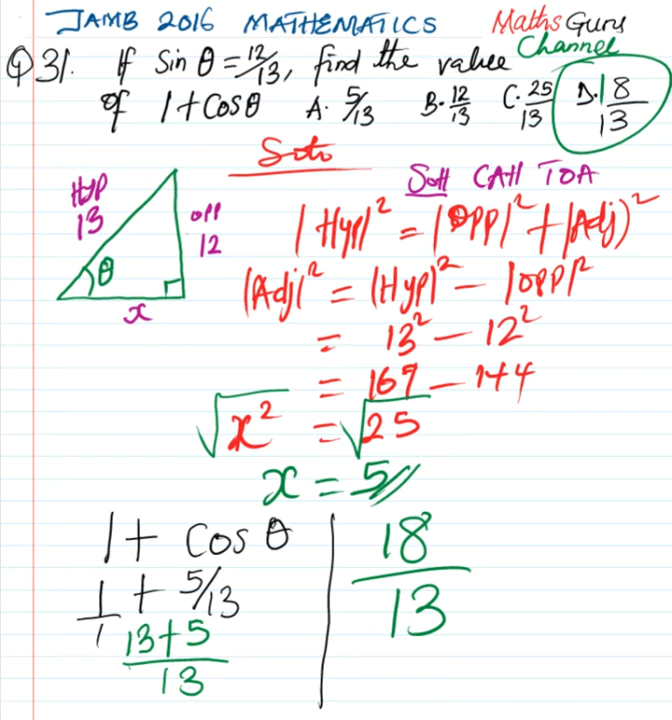 JAMB 2016 MATHEMATICS Maths Guru Channel
Q31. If Sin θ = 12/13, find the value
of 1+Cosθ A. 5/13 B. 12/13 C. 25/13 D. 18/13
Soln
SoH CAH TOA
Hyp
13
opp
12
θ
x
|Hyp|² = |Opp|² + |Adj)²
|Adj|² = |Hyp|² - |opp|²
= 13² - 12²
= 169 - 144
√x² = √25
x = 5//
1 + Cos θ
1/1 + 5/13
13+5/13
18/13